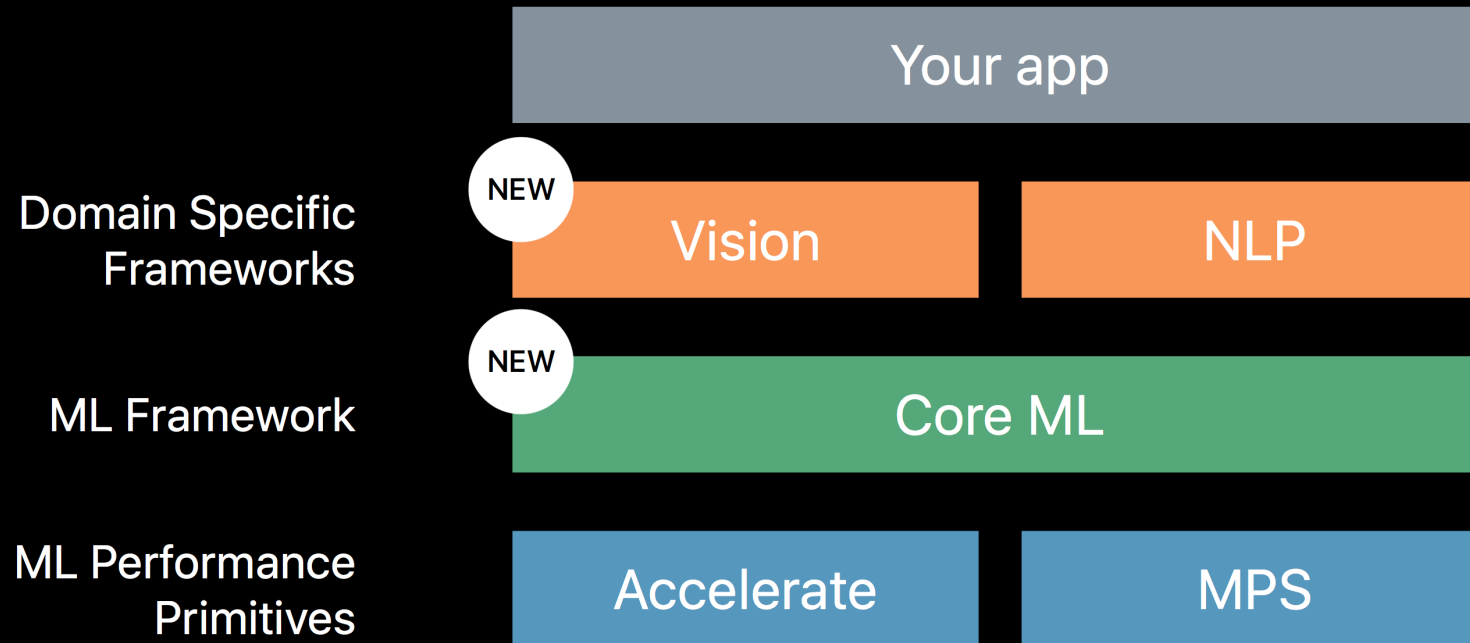 Your app
NEW
Domain Specific
Frameworks
Vision
NLP
NEW
ML Framework
Core ML
ML Performance
Primitives
Accelerate
MPS